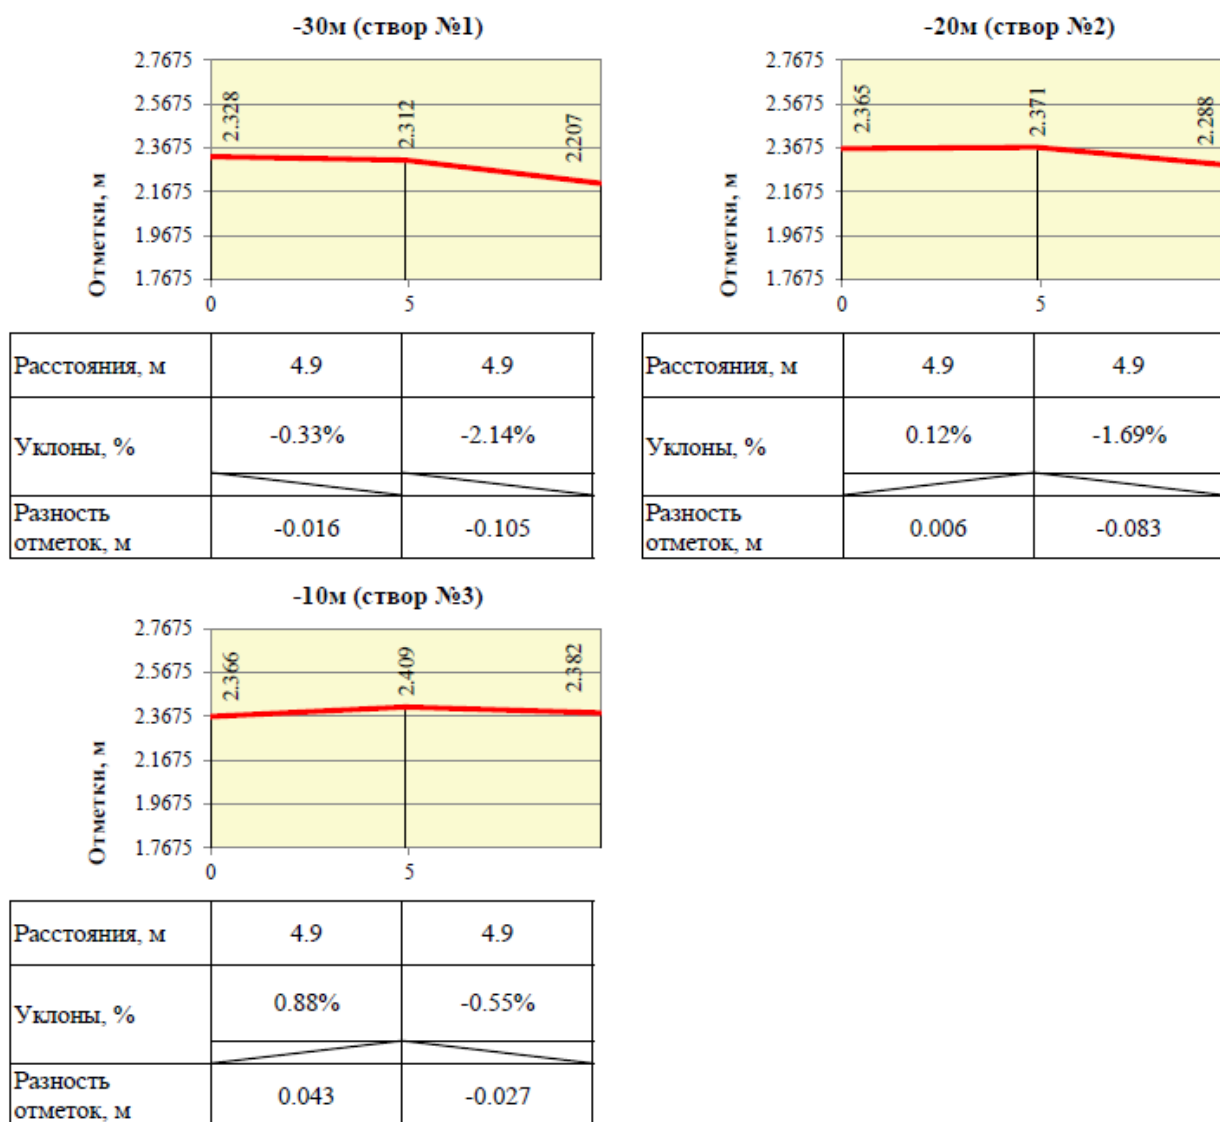 -30м (створ №1)
2.7675
2.5675
2.3675
2.1675
1.9675
1.7675
Отметки, м
2.328
2.312
2.207
0
5
Расстояния, м 4.9 4.9
Уклоны, % -0.33% -2.14%
Разность
отметок, м -0.016 -0.105
-20м (створ №2)
2.7675
2.5675
2.3675
2.1675
1.9675
1.7675
Отметки, м
2.365
2.371
2.288
0
5
Расстояния, м 4.9 4.9
Уклоны, % 0.12% -1.69%
Разность
отметок, м 0.006 -0.083
-10м (створ №3)
2.7675
2.5675
2.3675
2.1675
1.9675
1.7675
Отметки, м
2.366
2.409
2.382
0
5
Расстояния, м 4.9 4.9
Уклоны, % 0.88% -0.55%
Разность
отметок, м 0.043 -0.027